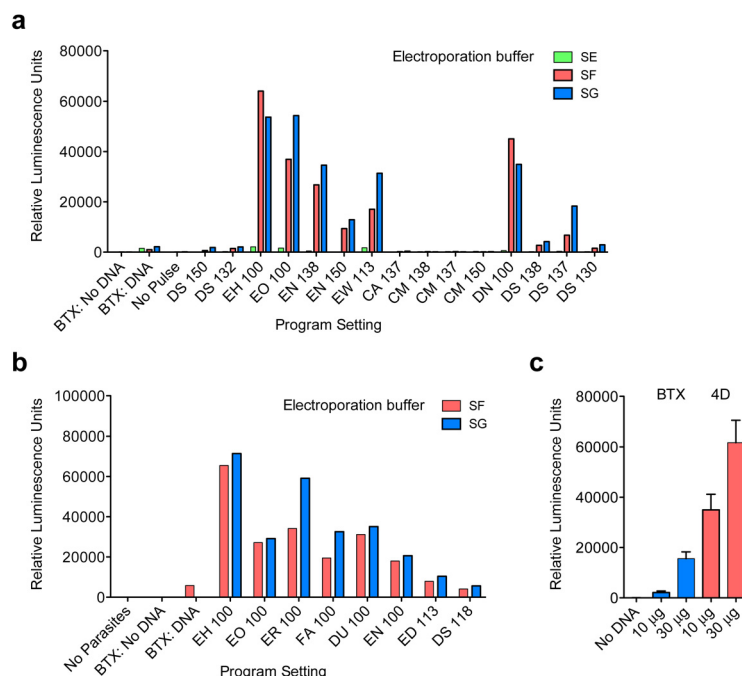 a
Electroporation buffer
SE
SF
SG
Relative Luminescence Units
80000
60000
40000
20000
0
BTX: No DNA
BTX: DNA
No Pulse
DS 150
DS 132
EH 100
EO 100
EN 138
EN 150
EW 113
CA 137
CM 138
CM 137
CM 150
DN 100
DS 138
DS 137
DS 130
Program Setting
b
Electroporation buffer
SF
SG
Relative Luminescence Units
100000
80000
60000
40000
20000
0
No Parasites
BTX: No DNA
BTX: DNA
EH 100
EO 100
ER 100
FA 100
DU 100
EN 100
ED 113
DS 118
Program Setting
c
BTX 4D
Relative Luminescence Units
80000
60000
40000
20000
0
No DNA
10 µg
30 µg
10 µg
30 µg